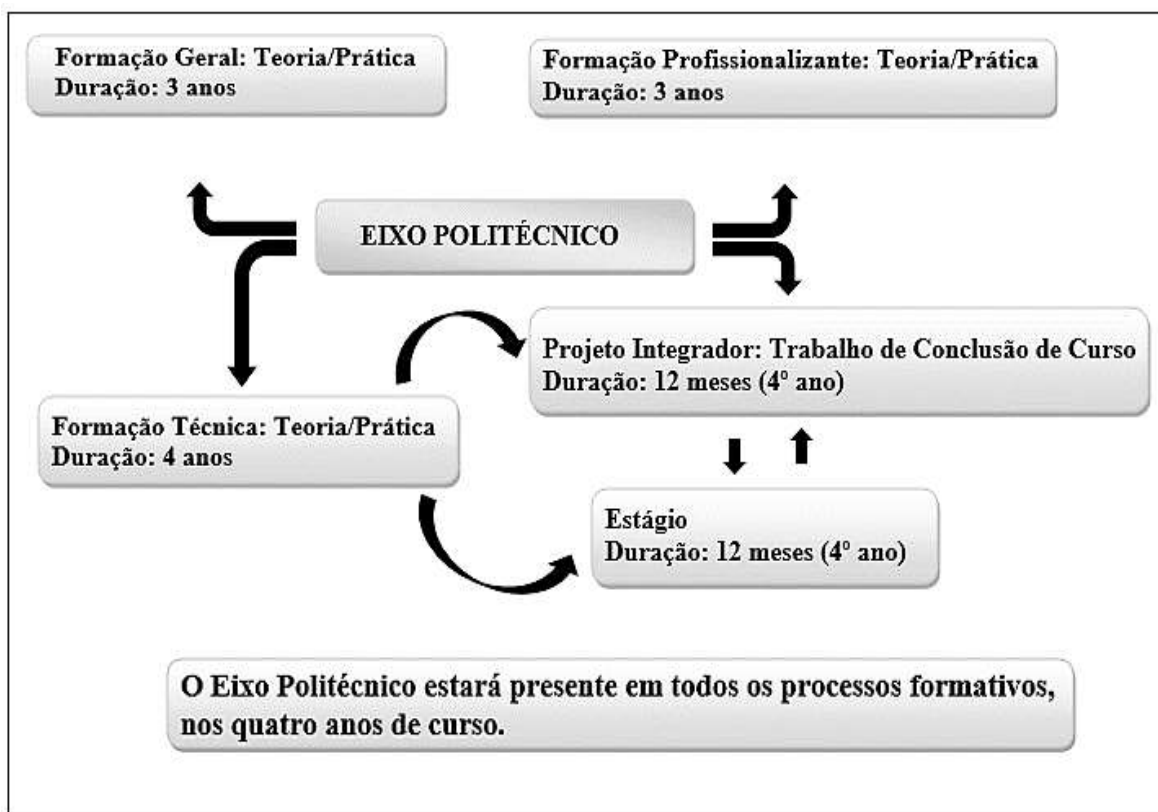 Formação Geral: Teoria/Prática
Duração: 3 anos
Formação Profissionalizante: Teoria/Prática
Duração: 3 anos
EIXO POLITÉCNICO
Projeto Integrador: Trabalho de Conclusão de Curso
Duração: 12 meses (4º ano)
Formação Técnica: Teoria/Prática
Duração: 4 anos
Estágio
Duração: 12 meses (4º ano)
O Eixo Politécnico estará presente em todos os processos formativos,
nos quatro anos de curso.